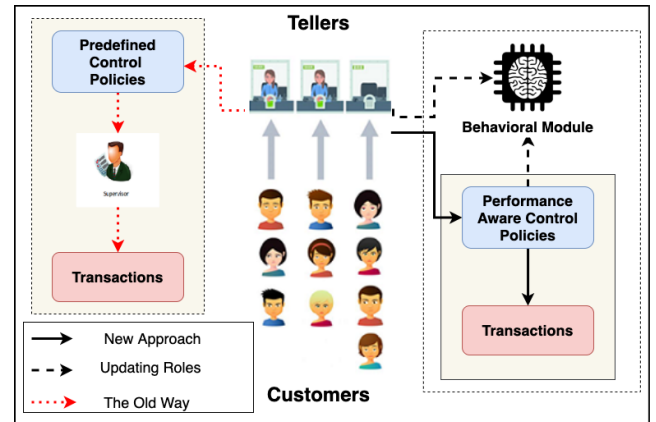 Tellers
Predefined
Control
Policies
Supervisor
Transactions
Behavioral Module
Performance
Aware Control
Policies
Transactions
New Approach
Updating Roles
The Old Way
Customers